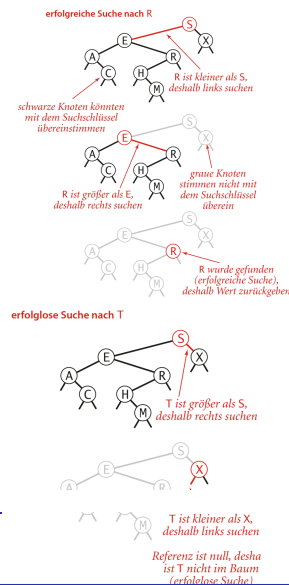 erfolgreiche Suche nach R
S
E
X
A
R
C
H
M
R ist kleiner als S,
deshalb links suchen
schwarze Knoten könnten
mit dem Suchschlüssel
übereinstimmen
S
E
X
A
R
C
H
M
graue Knoten
stimmen nicht mit
dem Suchschlüssel
überein
R ist größer als E,
deshalb rechts suchen
S
E
X
A
R
C
H
M
R wurde gefunden
(erfolgreiche Suche),
deshalb Wert zurückgeben
erfolglose Suche nach T
S
E
X
A
R
C
H
M
T ist größer als S,
deshalb rechts suchen
S
E
X
A
R
M
T ist kleiner als X,
deshalb links suchen
Referenz ist null, desha
ist T nicht im Baum
(erfolglose Suche)